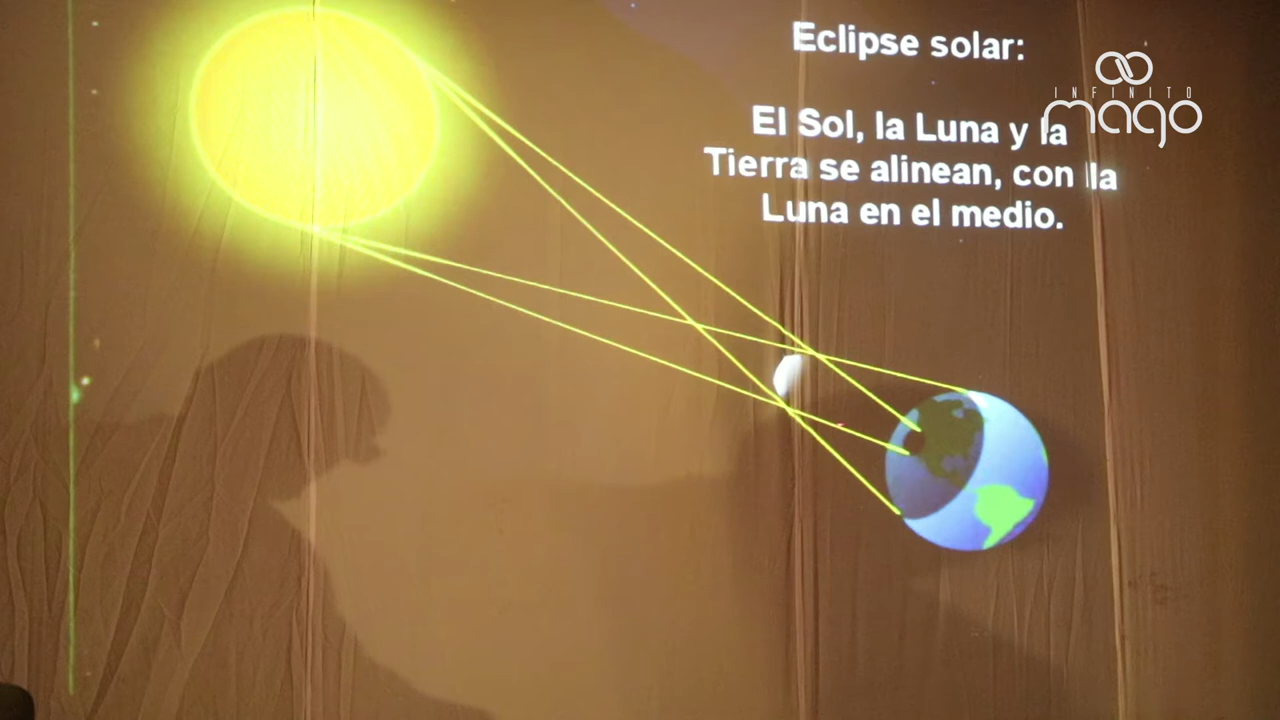 Eclipse solar:
El Sol, la Luna y la
Tierra se alinean, con la
Luna en el medio.
INFINITO
mago